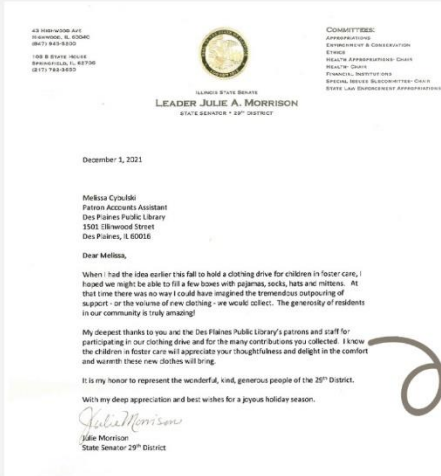 43 HIGHWOOD AVE
HIGHWOOD, IL 60040
(847) 945-5200
SPRINGFIELD, IL 62706
COMMITTEES:
APPROPRIATIONS
ENVIRONMENT & CONSERVATION
ETHICS
HEALTH APPROPRIATIONS- CHAIR
HEALTH- CHAIR
FINANCIAL INSTITUTIONS
SPECIAL ISSUES SUBCOMMITTEE- CHAIR
STATE LAW ENFORCEMENT APPROPRIATIONS
ILLINOIS STATE SENATE
LEADER JULIE A. MORRISON
STATE SENATOR • 29TH DISTRICT
December 1, 2021
Melissa Cybulski
Patron Accounts Assistant
Des Plaines Public Library
1501 Ellinwood Street
Des Plaines, IL 60016
Dear Melissa,
When I had the idea earlier this fall to hold a clothing drive for children in foster care, I
hoped we might be able to fill a few boxes with pajamas, socks, hats and mittens. At
that time there was no way I could have imagined the tremendous outpouring of
support - or the volume of new clothing - we would collect. The generosity of residents
in our community is truly amazing!
My deepest thanks to you and the Des Plaines Public Library's patrons and staff for
participating in our clothing drive and for the many contributions you collected. I know
the children in foster care will appreciate your thoughtfulness and delight in the comfort
and warmth these new clothes will bring.
It is my honor to represent the wonderful, kind, generous people of the 29th District.
With my deep appreciation and best wishes for a joyous holiday season.
Julie Morrison
Julie Morrison
State Senator 29th District